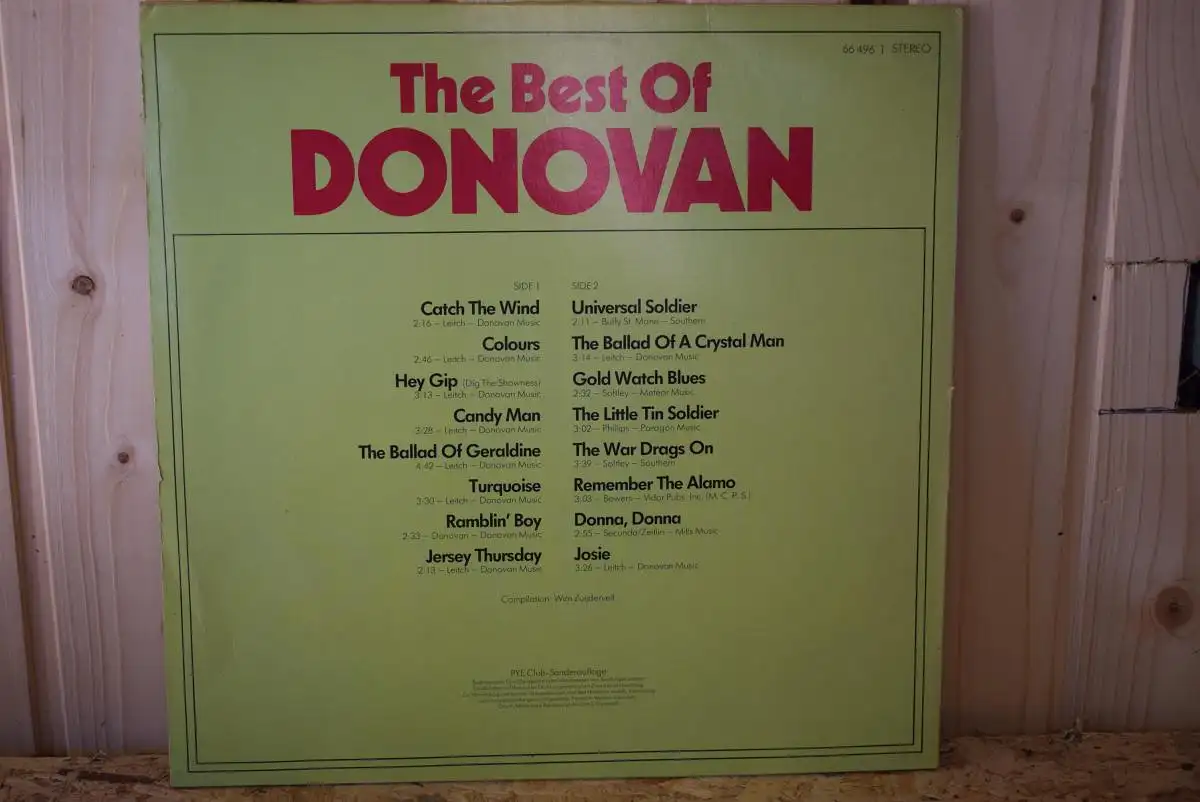 66 496 1 STEREO
The Best Of
DONOVAN
SIDE 1
Catch The Wind
2:16 – Leitch – Donovan Music
Colours
2:46 – Leitch – Donovan Music
Hey Gip (Dig The Slowness)
3:13 – Leitch – Donovan Music
Candy Man
3:28 – Leitch – Donovan Music
The Ballad Of Geraldine
4:42 – Leitch – Donovan Music
Turquoise
3:30 – Leitch – Donovan Music
Ramblin' Boy
2:33 – Donovan – Donovan Music
Jersey Thursday
2:13 – Leitch – Donovan Music
SIDE 2
Universal Soldier
2:11 – Buffy St. Marie – Southern
The Ballad Of A Crystal Man
3:14 – Leitch – Donovan Music
Gold Watch Blues
2:32 – Softley – Meteor Music
The Little Tin Soldier
3:02 – Phillips – Paragon Music
The War Drags On
3:39 – Softley – Southern
Remember The Alamo
3:03 – Bowers – Vidor Pubs. Inc. (M. C. P. S.)
Donna, Donna
2:55 – Secunda/Zeitlin – Mills Music
Josie
3:26 – Leitch – Donovan Music
Compilation: Wim
PYE Club-Sonderauflage